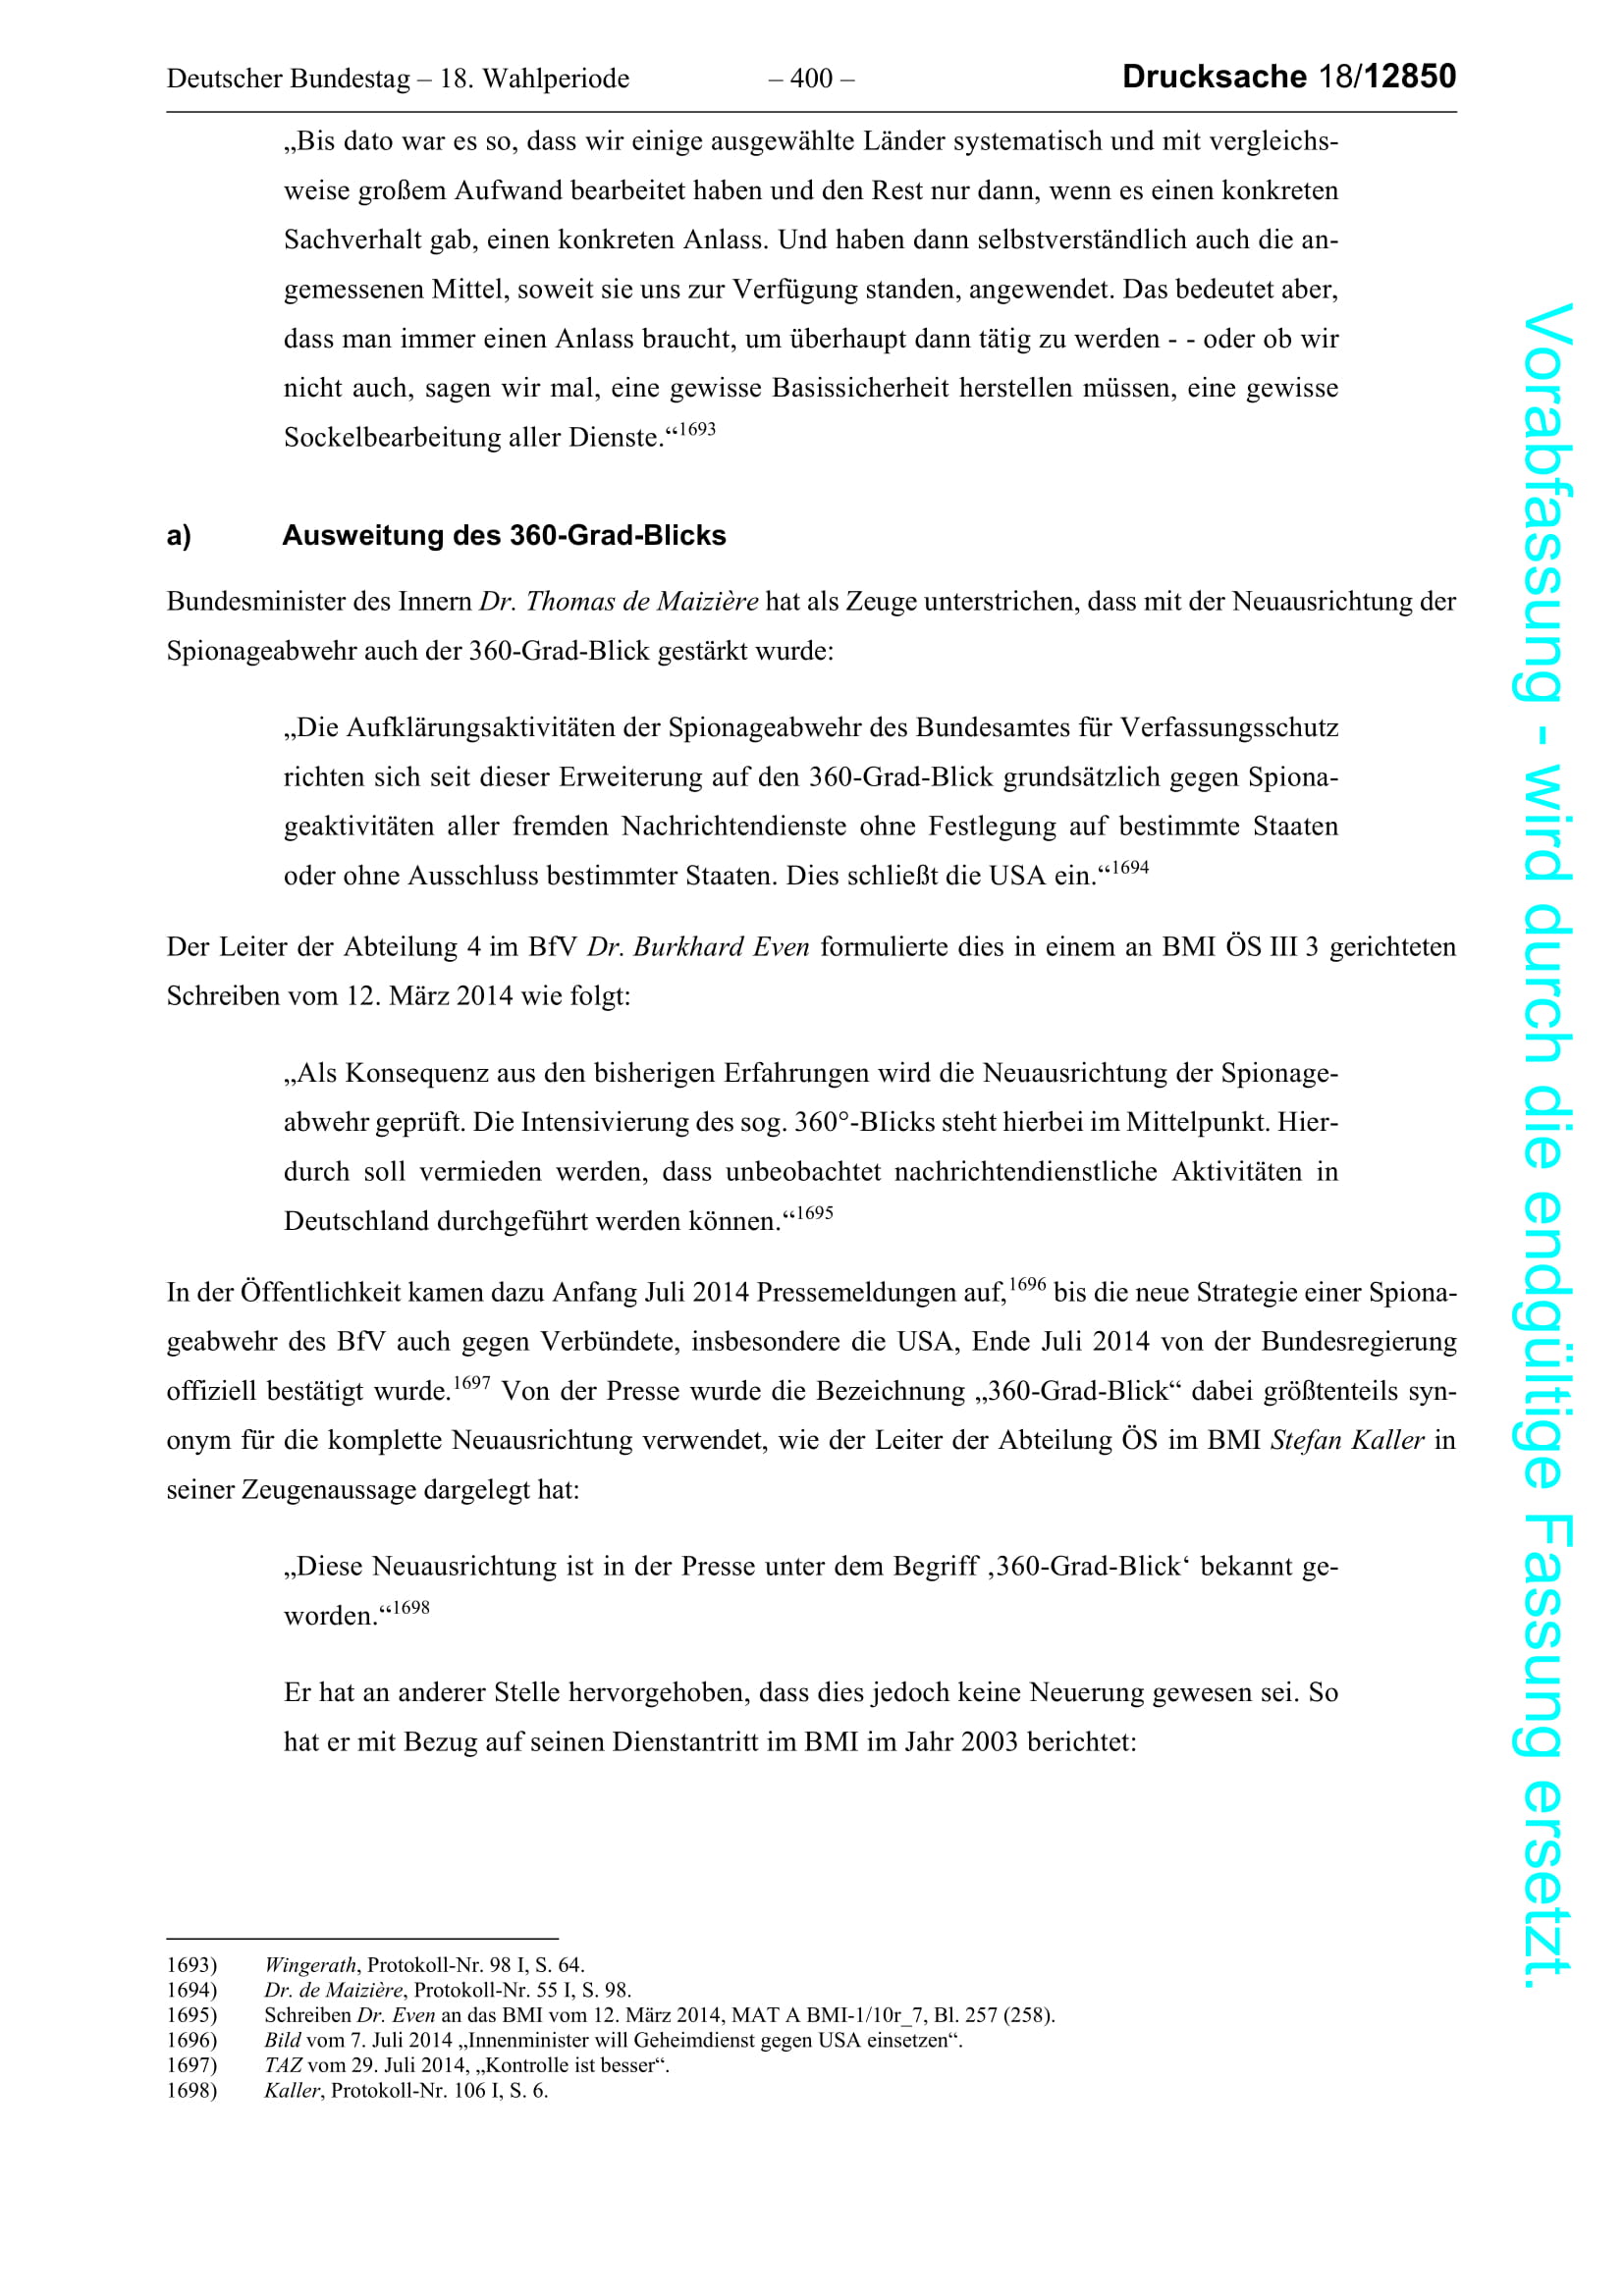 Deutscher Bundestag – 18. Wahlperiode – 400 – Drucksache 18/12850
„Bis dato war es so, dass wir einige ausgewählte Länder systematisch und mit vergleichs-
weise großem Aufwand bearbeitet haben und den Rest nur dann, wenn es einen konkreten
Sachverhalt gab, einen konkreten Anlass. Und haben dann selbstverständlich auch die an-
gemessenen Mittel, soweit sie uns zur Verfügung standen, angewendet. Das bedeutet aber,
dass man immer einen Anlass braucht, um überhaupt dann tätig zu werden - - oder ob wir
nicht auch, sagen wir mal, eine gewisse Basissicherheit herstellen müssen, eine gewisse
Sockelbearbeitung aller Dienste.“1693
a) Ausweitung des 360-Grad-Blicks
Bundesminister des Innern Dr. Thomas de Maizière hat als Zeuge unterstrichen, dass mit der Neuausrichtung der
Spionageabwehr auch der 360-Grad-Blick gestärkt wurde:
„Die Aufklärungsaktivitäten der Spionageabwehr des Bundesamtes für Verfassungsschutz
richten sich seit dieser Erweiterung auf den 360-Grad-Blick grundsätzlich gegen Spiona-
geaktivitäten aller fremden Nachrichtendienste ohne Festlegung auf bestimmte Staaten
oder ohne Ausschluss bestimmter Staaten. Dies schließt die USA ein.“1694
Der Leiter der Abteilung 4 im BfV Dr. Burkhard Even formulierte dies in einem an BMI ÖS III 3 gerichteten
Schreiben vom 12. März 2014 wie folgt:
„Als Konsequenz aus den bisherigen Erfahrungen wird die Neuausrichtung der Spionage-
abwehr geprüft. Die Intensivierung des sog. 360°-BIicks steht hierbei im Mittelpunkt. Hier-
durch soll vermieden werden, dass unbeobachtet nachrichtendienstliche Aktivitäten in
Deutschland durchgeführt werden können.“1695
In der Öffentlichkeit kamen dazu Anfang Juli 2014 Pressemeldungen auf,1696 bis die neue Strategie einer Spiona-
geabwehr des BfV auch gegen Verbündete, insbesondere die USA, Ende Juli 2014 von der Bundesregierung
offiziell bestätigt wurde.1697 Von der Presse wurde die Bezeichnung „360-Grad-Blick“ dabei größtenteils syn-
onym für die komplette Neuausrichtung verwendet, wie der Leiter der Abteilung ÖS im BMI Stefan Kaller in
seiner Zeugenaussage dargelegt hat:
„Diese Neuausrichtung ist in der Presse unter dem Begriff ‚360-Grad-Blick‘ bekannt ge-
worden.“1698
Er hat an anderer Stelle hervorgehoben, dass dies jedoch keine Neuerung gewesen sei. So
hat er mit Bezug auf seinen Dienstantritt im BMI im Jahr 2003 berichtet:
1693) Wingerath, Protokoll-Nr. 98 I, S. 64.
1694) Dr. de Maizière, Protokoll-Nr. 55 I, S. 98.
1695) Schreiben Dr. Even an das BMI vom 12. März 2014, MAT A BMI-1/10r_7, Bl. 257 (258).
1696) Bild vom 7. Juli 2014 „Innenminister will Geheimdienst gegen USA einsetzen“.
1697) TAZ vom 29. Juli 2014, „Kontrolle ist besser“.
1698) Kaller, Protokoll-Nr. 106 I, S. 6.
Vorabfassung - wird durch die endgültige Fassung ersetzt.